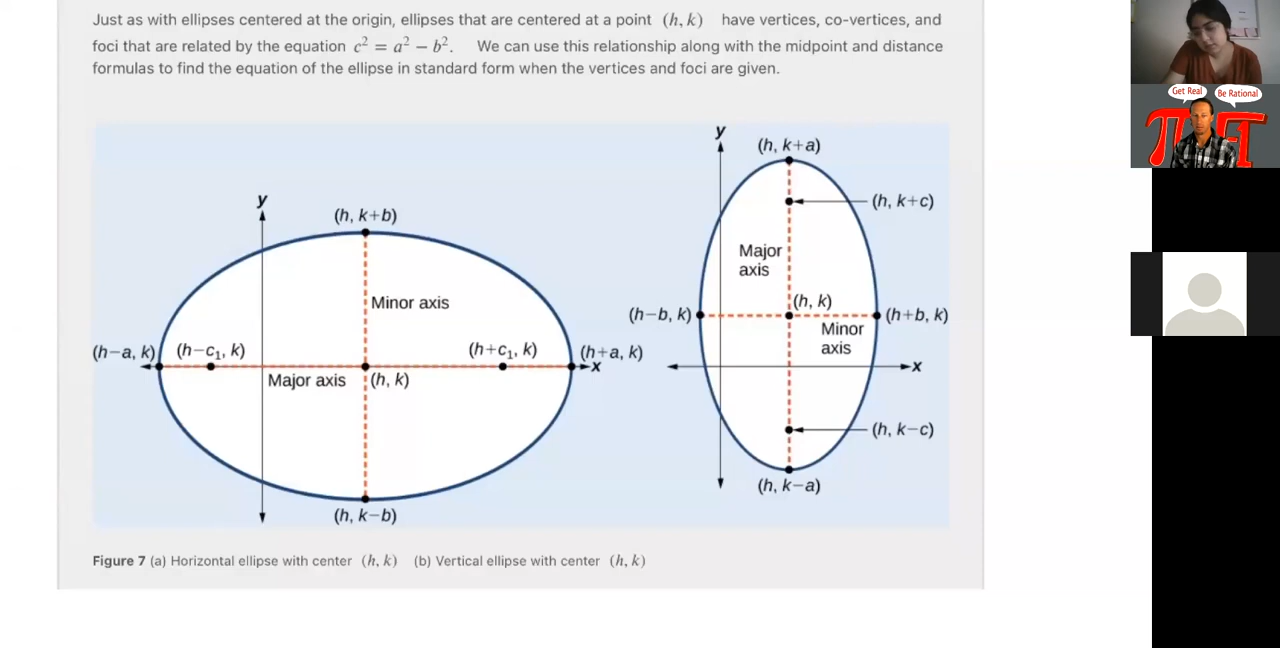 Just as with ellipses centered at the origin, ellipses that are centered at a point (h, k) have vertices, co-vertices, and
foci that are related by the equation c² = a² − b². We can use this relationship along with the midpoint and distance
formulas to find the equation of the ellipse in standard form when the vertices and foci are given.
Get Real
Be Rational
y
(h, k+b)
Minor axis
(h−a, k)
(h−c₁, k)
(h+c₁, k)
(h+a, k)
x
Major axis
(h, k)
(h, k−b)
y
(h, k+a)
(h, k+c)
Major
axis
(h, k)
(h−b, k)
(h+b, k)
Minor
axis
x
(h, k−c)
(h, k−a)
Figure 7 (a) Horizontal ellipse with center (h, k) (b) Vertical ellipse with center (h, k)